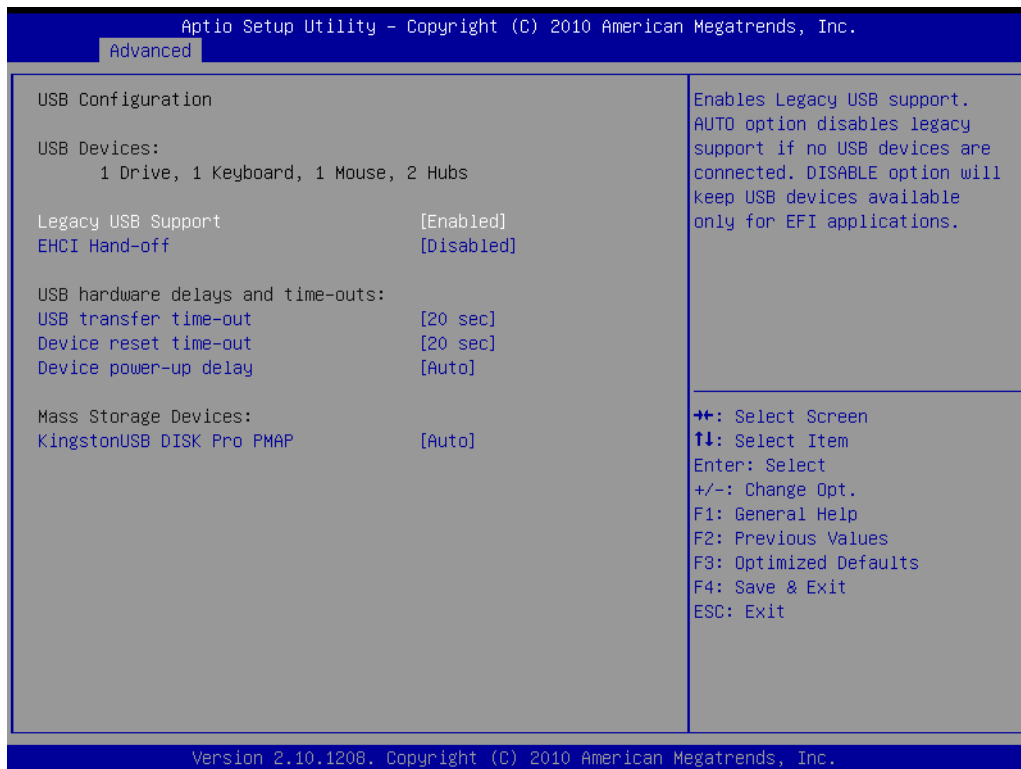 Aptio Setup Utility – Copyright (C) 2010 American Megatrends, Inc.
Advanced
USB Configuration
USB Devices:
1 Drive, 1 Keyboard, 1 Mouse, 2 Hubs
Legacy USB Support [Enabled]
EHCI Hand-off [Disabled]
USB hardware delays and time-outs:
USB transfer time-out [20 sec]
Device reset time-out [20 sec]
Device power-up delay [Auto]
Mass Storage Devices:
KingstonUSB DISK Pro PMAP [Auto]
Enables Legacy USB support.
AUTO option disables legacy
support if no USB devices are
connected. DISABLE option will
keep USB devices available
only for EFI applications.
→←: Select Screen
↑↓: Select Item
Enter: Select
+/-: Change Opt.
F1: General Help
F2: Previous Values
F3: Optimized Defaults
F4: Save & Exit
ESC: Exit
Version 2.10.1208. Copyright (C) 2010 American Megatrends, Inc.